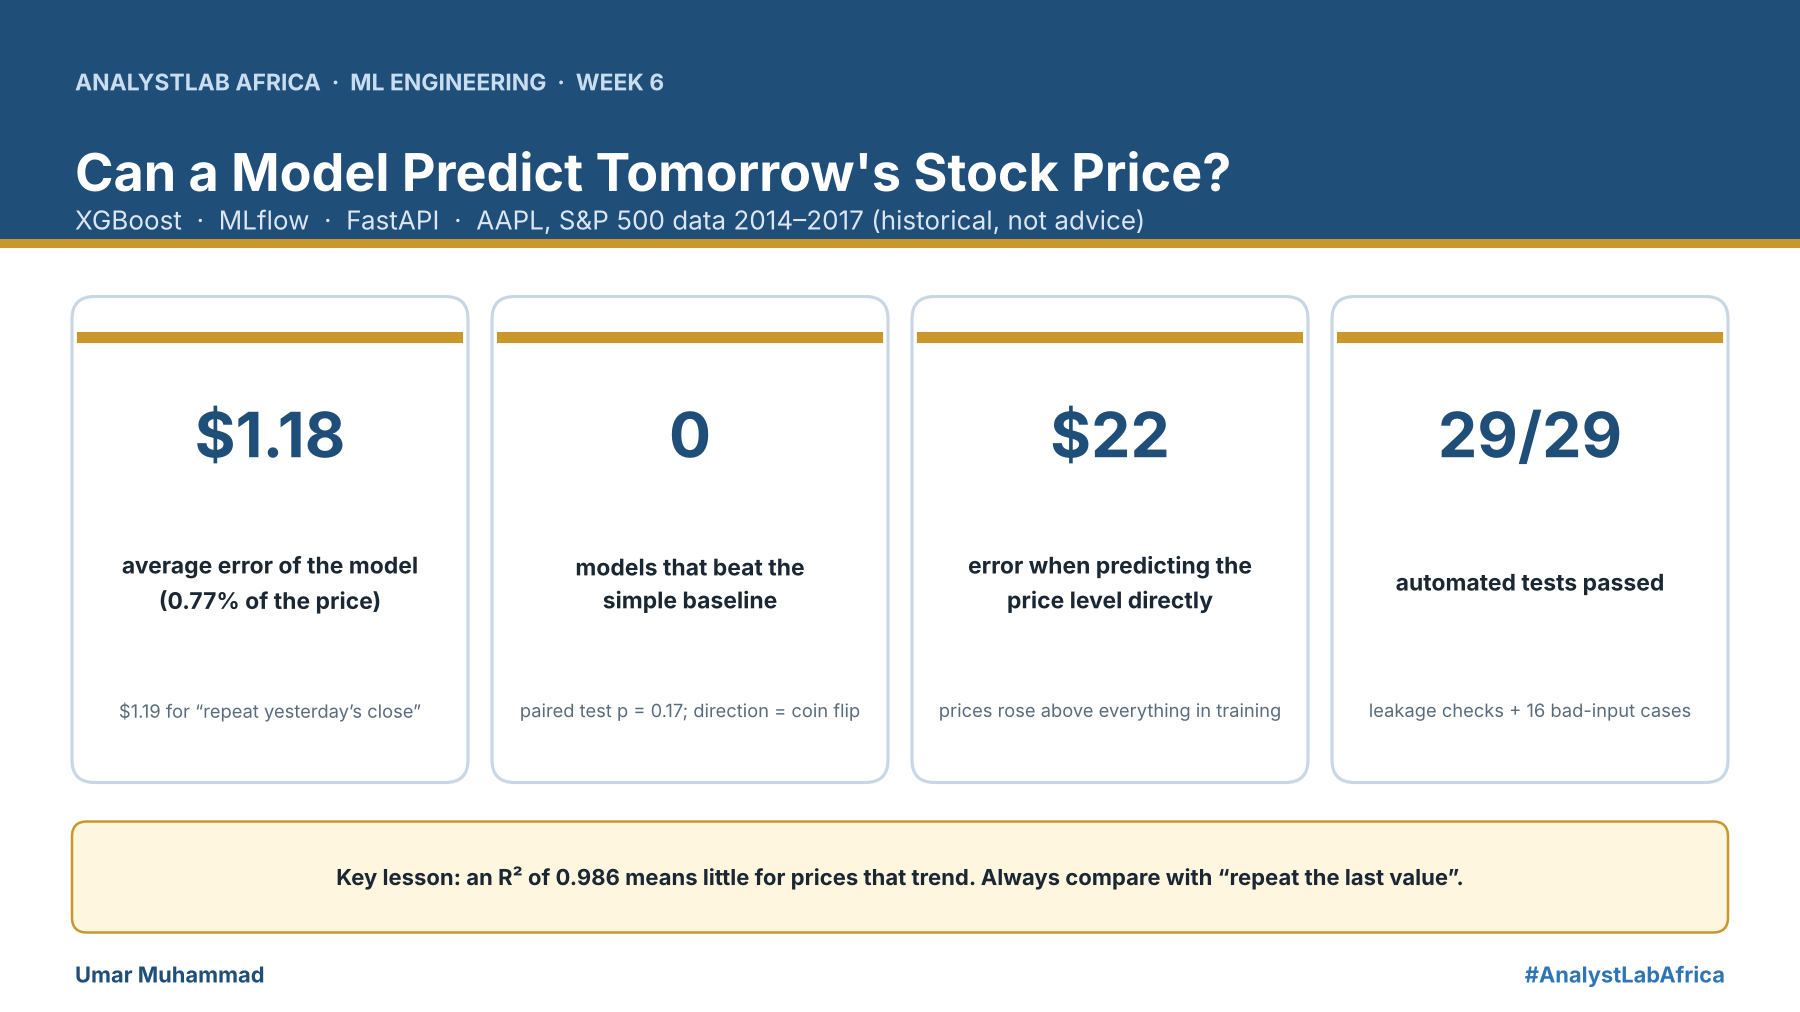 ANALYSTLAB AFRICA · ML ENGINEERING · WEEK 6
Can a Model Predict Tomorrow's Stock Price?
XGBoost · MLflow · FastAPI · AAPL, S&P 500 data 2014–2017 (historical, not advice)
$1.18
average error of the model
(0.77% of the price)
$1.19 for “repeat yesterday’s close”
0
models that beat the
simple baseline
paired test p = 0.17; direction = coin flip
$22
error when predicting the
price level directly
prices rose above everything in training
29/29
automated tests passed
leakage checks + 16 bad-input cases
Key lesson: an R² of 0.986 means little for prices that trend. Always compare with “repeat the last value”.
Umar Muhammad
#AnalystLabAfrica